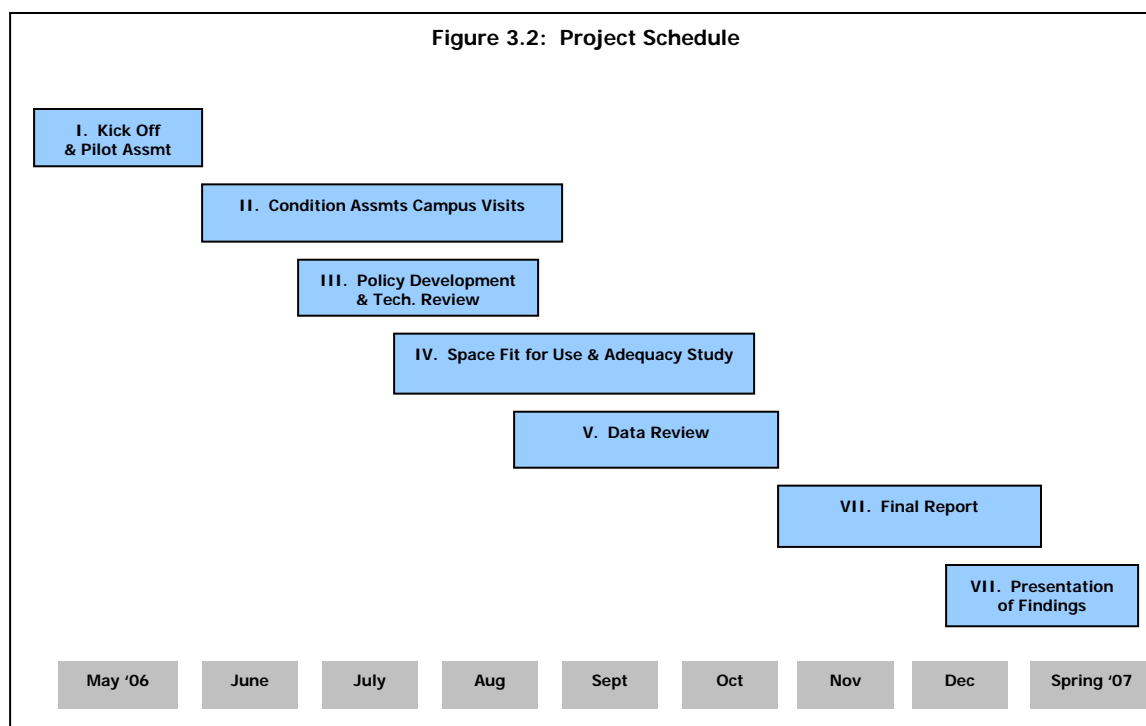 Figure 3.2: Project Schedule
I. Kick Off
& Pilot Assmt
II. Condition Assmts Campus Visits
III. Policy Development
& Tech. Review
IV. Space Fit for Use & Adequacy Study
V. Data Review
VII. Final Report
VII. Presentation
of Findings
May ‘06 June July Aug Sept Oct Nov Dec Spring ‘07